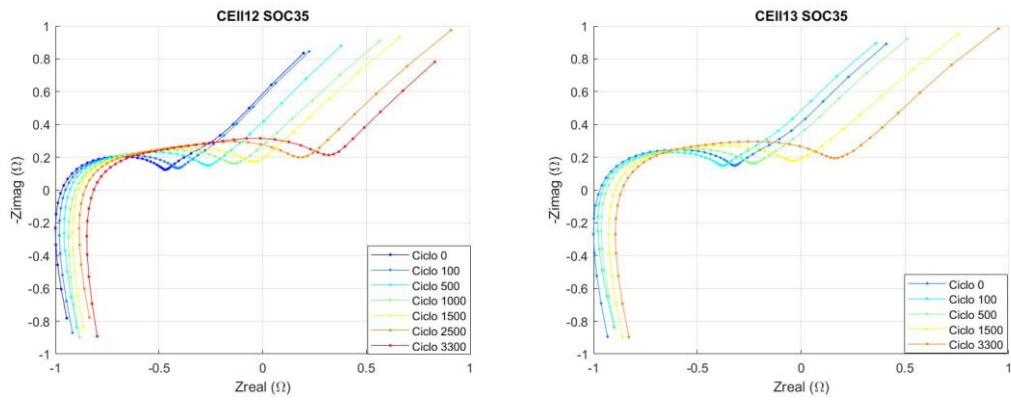 CEll12 SOC35
1
0.8
0.6
0.4
0.2
0
-0.2
-0.4
-0.6
-0.8
-1
-Zimag (Ω)
-1
-0.5
0
0.5
1
Zreal (Ω)
Ciclo 0
Ciclo 100
Ciclo 500
Ciclo 1000
Ciclo 1500
Ciclo 2500
Ciclo 3300
CEll13 SOC35
1
0.8
0.6
0.4
0.2
0
-0.2
-0.4
-0.6
-0.8
-1
-Zimag (Ω)
-1
-0.5
0
0.5
1
Zreal (Ω)
Ciclo 0
Ciclo 100
Ciclo 500
Ciclo 1500
Ciclo 3300